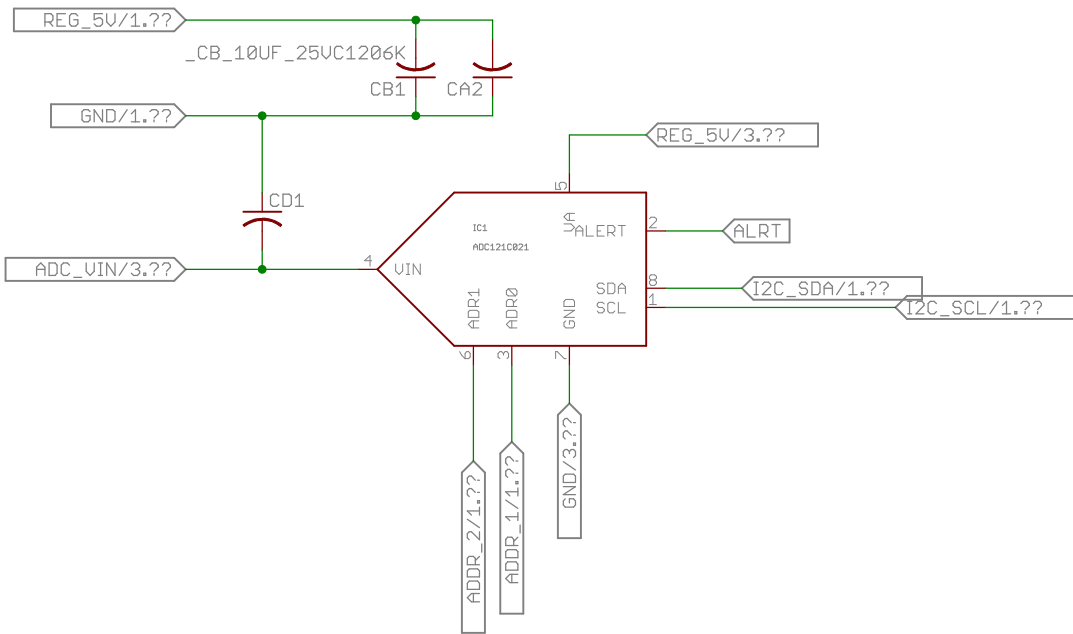 REG_5V/1.??
_CB_10UF_25VC1206K
CB1
CA2
GND/1.??
REG_5V/3.??
CD1
5
IC1
ADC121C021
VA
ALERT
2
ALRT
ADC_VIN/3.??
4
VIN
SDA
8
I2C_SDA/1.??
SCL
1
I2C_SCL/1.??
ADR1
ADR0
GND
6
3
7
GND/3.??
ADDR_2/1.??
ADDR_1/1.??